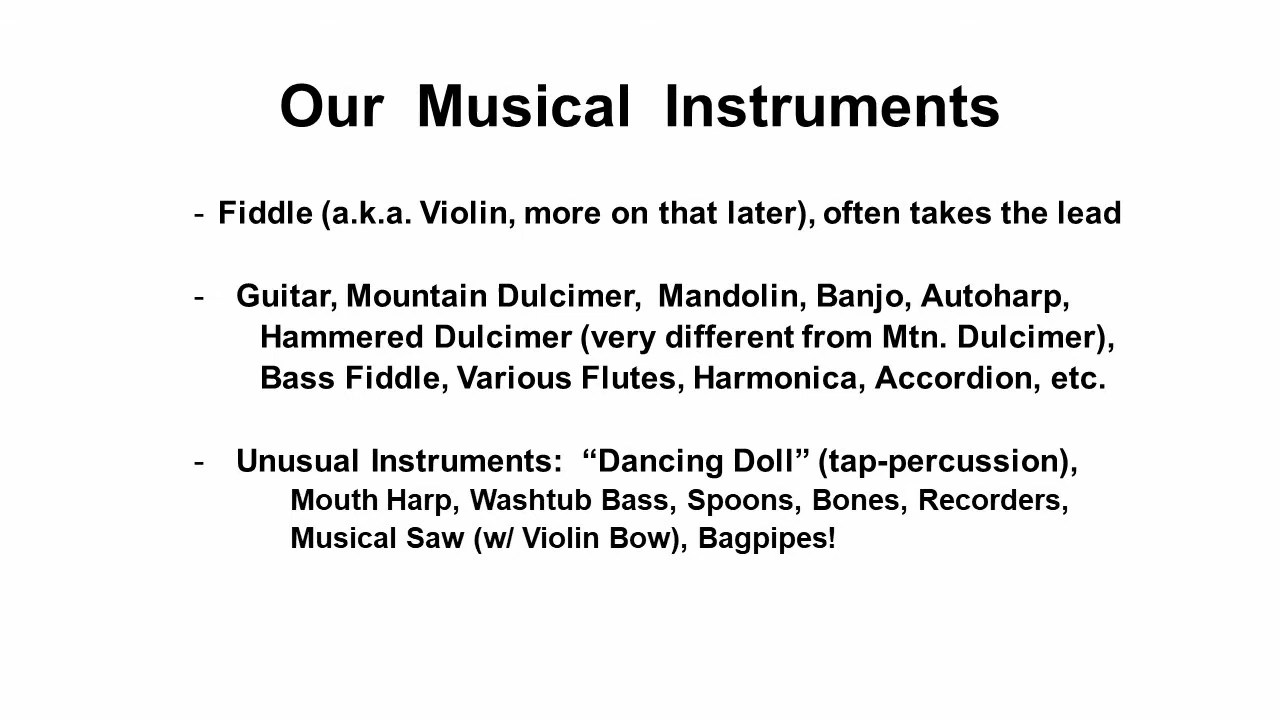 Our Musical Instruments
- Fiddle (a.k.a. Violin, more on that later), often takes the lead
- Guitar, Mountain Dulcimer, Mandolin, Banjo, Autoharp,
Hammered Dulcimer (very different from Mtn. Dulcimer),
Bass Fiddle, Various Flutes, Harmonica, Accordion, etc.
- Unusual Instruments: “Dancing Doll” (tap-percussion),
Mouth Harp, Washtub Bass, Spoons, Bones, Recorders,
Musical Saw (w/ Violin Bow), Bagpipes!